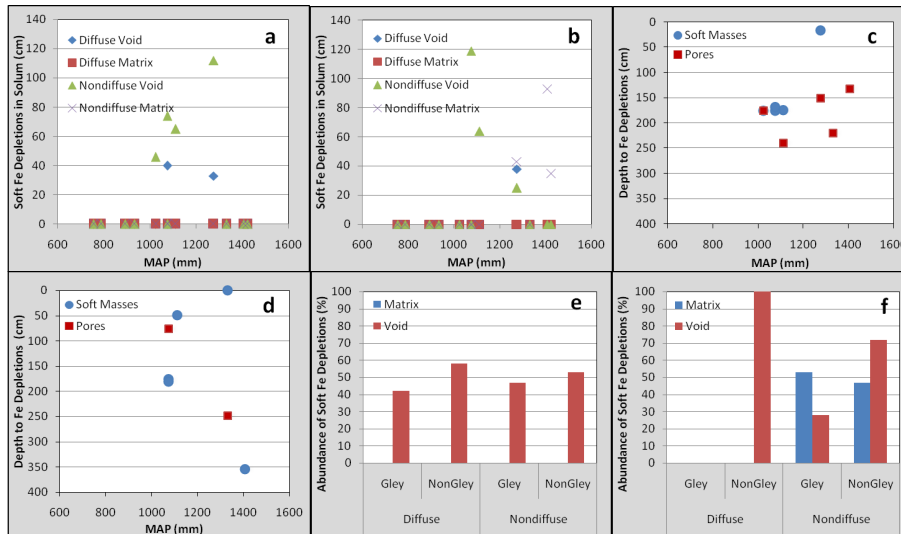 a
Soft Fe Depletions in Solum (cm)
140
120
100
80
60
40
20
0
Diffuse Void
Diffuse Matrix
Nondiffuse Void
Nondiffuse Matrix
600 800 1000 1200 1400 1600
MAP (mm)
b
Soft Fe Depletions in Solum (cm)
140
120
100
80
60
40
20
0
Diffuse Void
Diffuse Matrix
Nondiffuse Void
Nondiffuse Matrix
600 800 1000 1200 1400 1600
MAP (mm)
c
Depth to Fe Depletions (cm)
0
50
100
150
200
250
300
350
400
Soft Masses
Pores
600 800 1000 1200 1400 1600
MAP (mm)
d
Depth to Fe Depletions (cm)
0
50
100
150
200
250
300
350
400
Soft Masses
Pores
600 800 1000 1200 1400 1600
MAP (mm)
e
Abundance of Soft Fe Depletions (%)
100
90
80
70
60
50
40
30
20
10
0
Matrix
Void
Gley NonGley Gley NonGley
Diffuse Nondiffuse
f
Abundance of Soft Fe Depletions (%)
100
90
80
70
60
50
40
30
20
10
0
Matrix
Void
Gley NonGley Gley NonGley
Diffuse Nondiffuse